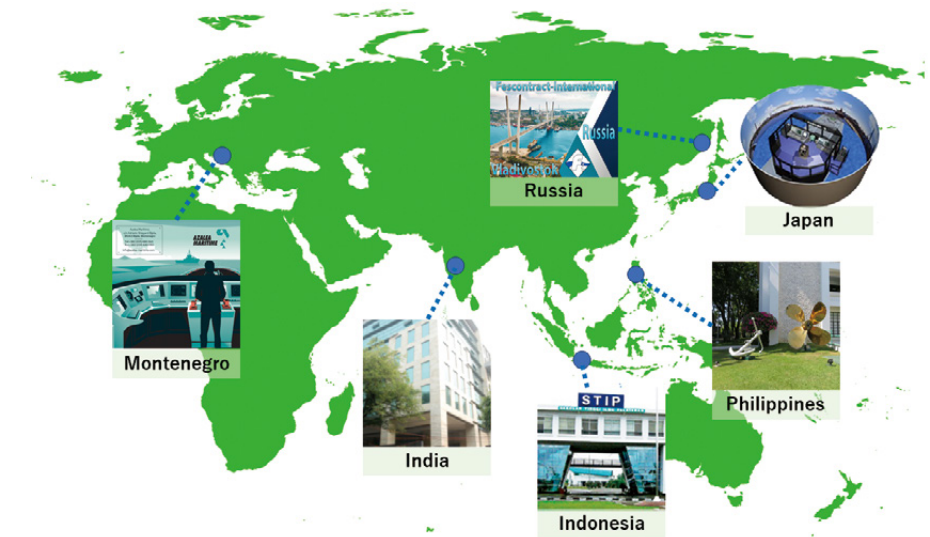 Fescontract-International
Russia
Vladivostok
Russia
Japan
AZALEA
MARITIME
Montenegro
India
STIP
Indonesia
Philippines